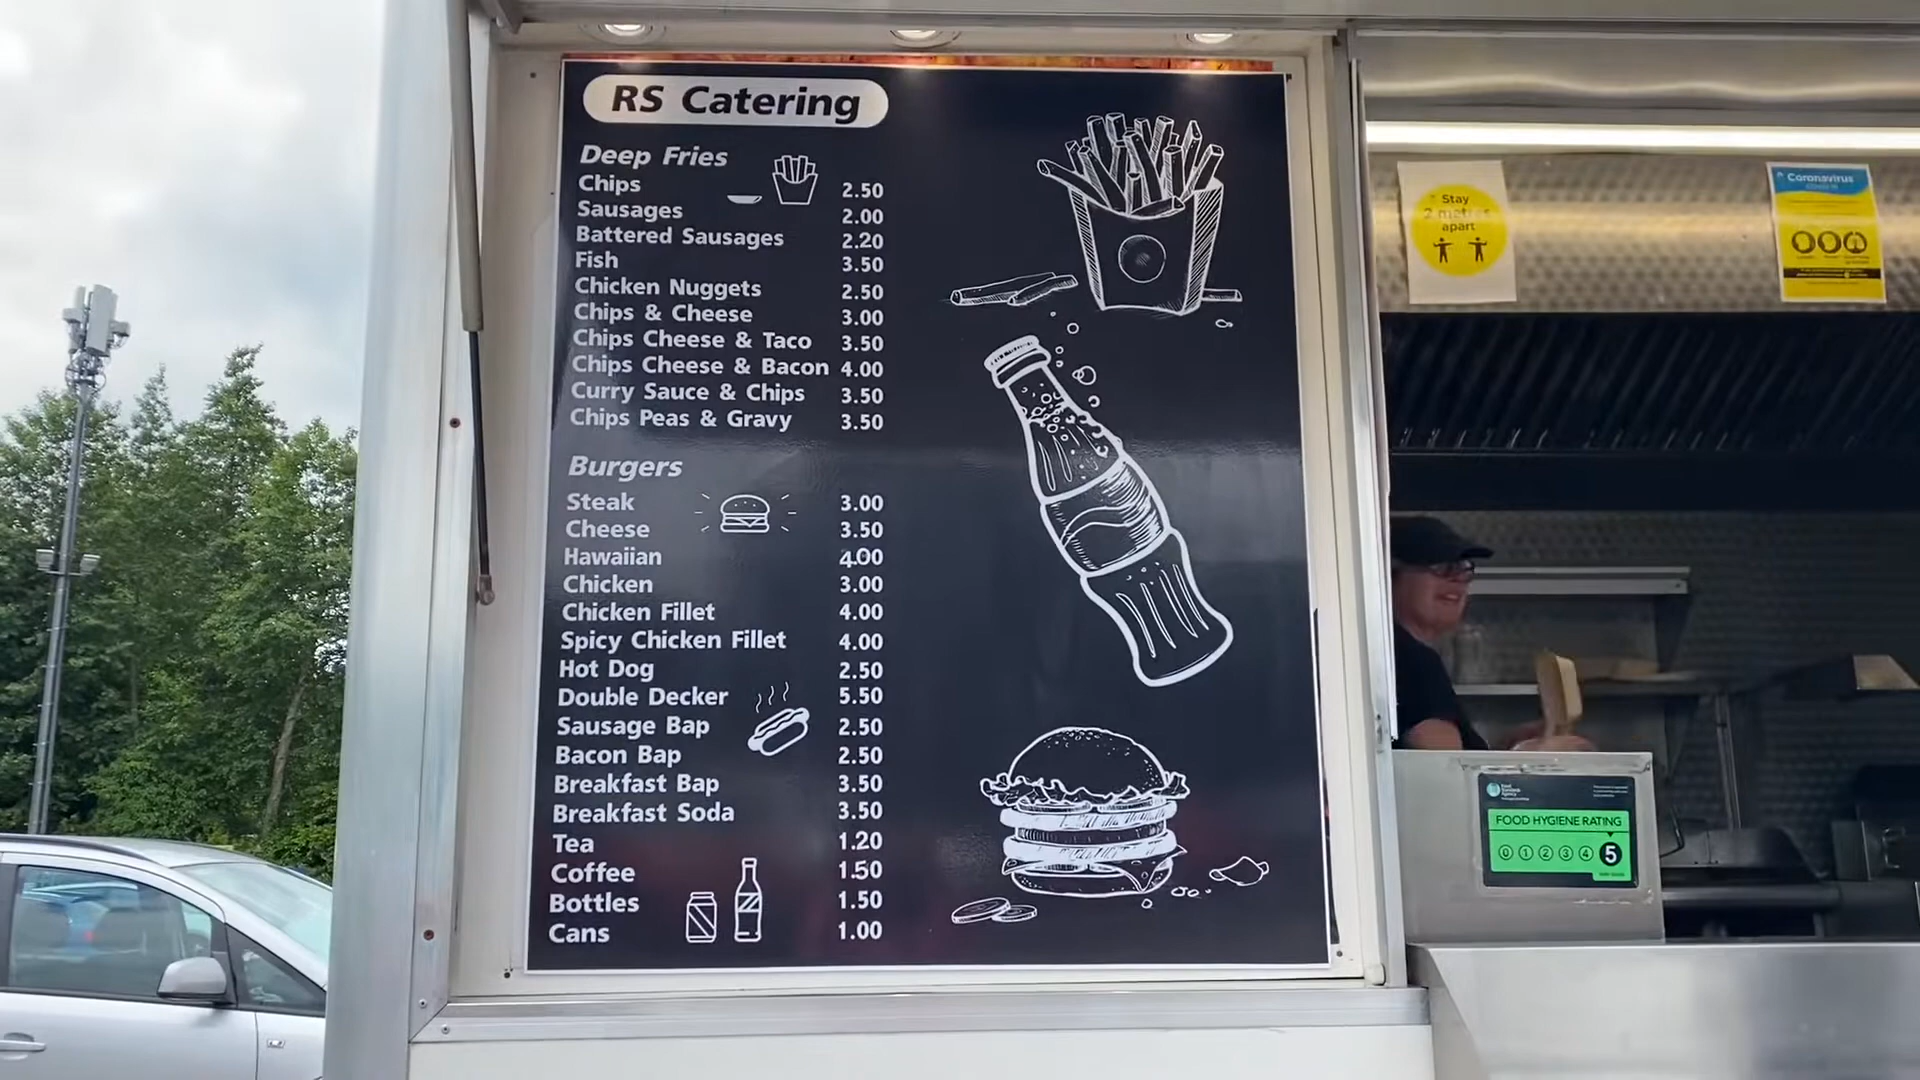 RS Catering
Deep Fries
Chips 2.50
Sausages 2.00
Battered Sausages 2.20
Fish 3.50
Chicken Nuggets 2.50
Chips & Cheese 3.00
Chips Cheese & Taco 3.50
Chips Cheese & Bacon 4.00
Curry Sauce & Chips 3.50
Chips Peas & Gravy 3.50
Burgers
Steak 3.00
Cheese 3.50
Hawaiian 4.00
Chicken 3.00
Chicken Fillet 4.00
Spicy Chicken Fillet 4.00
Hot Dog 2.50
Double Decker 5.50
Sausage Bap 2.50
Bacon Bap 2.50
Breakfast Bap 3.50
Breakfast Soda 3.50
Tea 1.20
Coffee 1.50
Bottles 1.50
Cans 1.00
Stay
2 metres
apart
Coronavirus
FOOD HYGIENE RATING
0 1 2 3 4 5